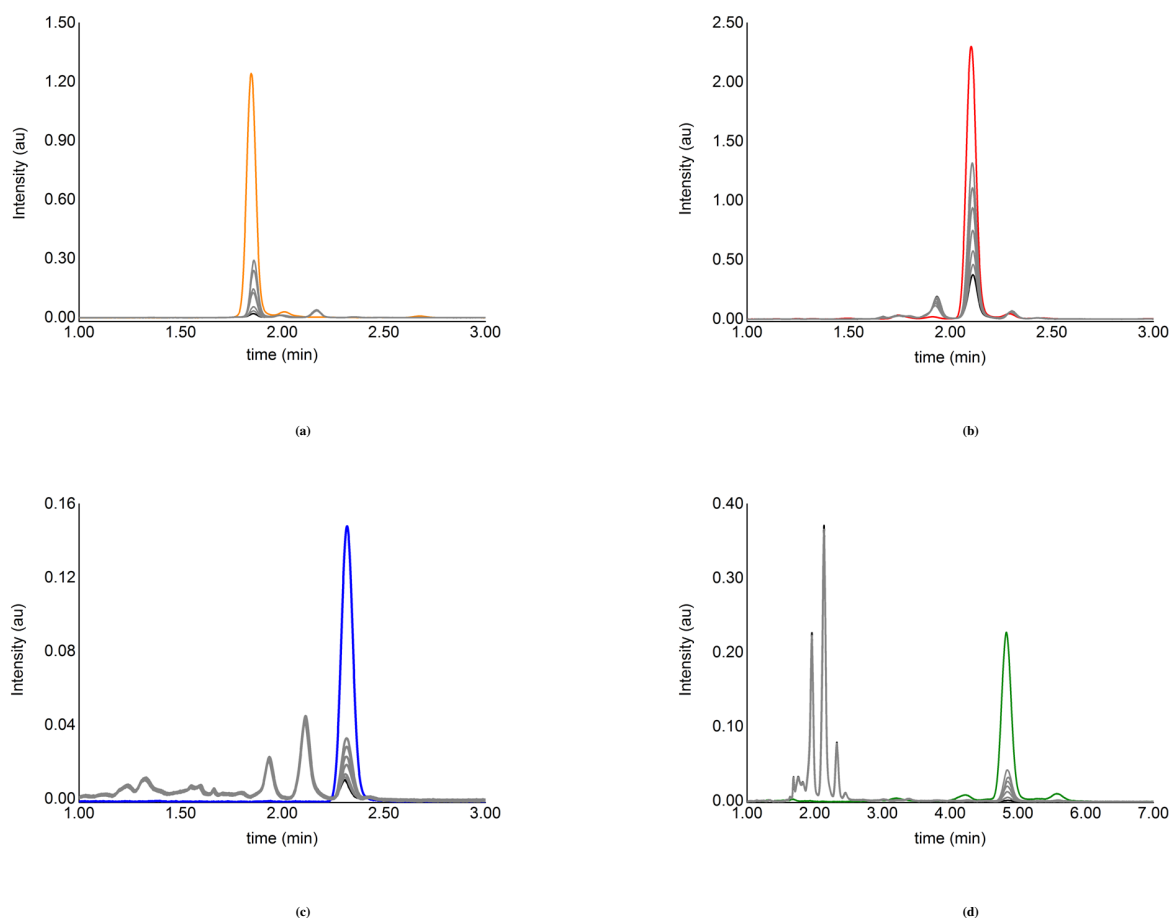 1.50
1.20
0.90
0.60
0.30
0.00
Intensity (au)
1.00 1.50 2.00 2.50 3.00
time (min)
(a)
2.50
2.00
1.50
1.00
0.50
0.00
Intensity (au)
1.00 1.50 2.00 2.50 3.00
time (min)
(b)
0.16
0.12
0.08
0.04
0.00
Intensity (au)
1.00 1.50 2.00 2.50 3.00
time (min)
(c)
0.40
0.30
0.20
0.10
0.00
Intensity (au)
1.00 2.00 3.00 4.00 5.00 6.00 7.00
time (min)
(d)